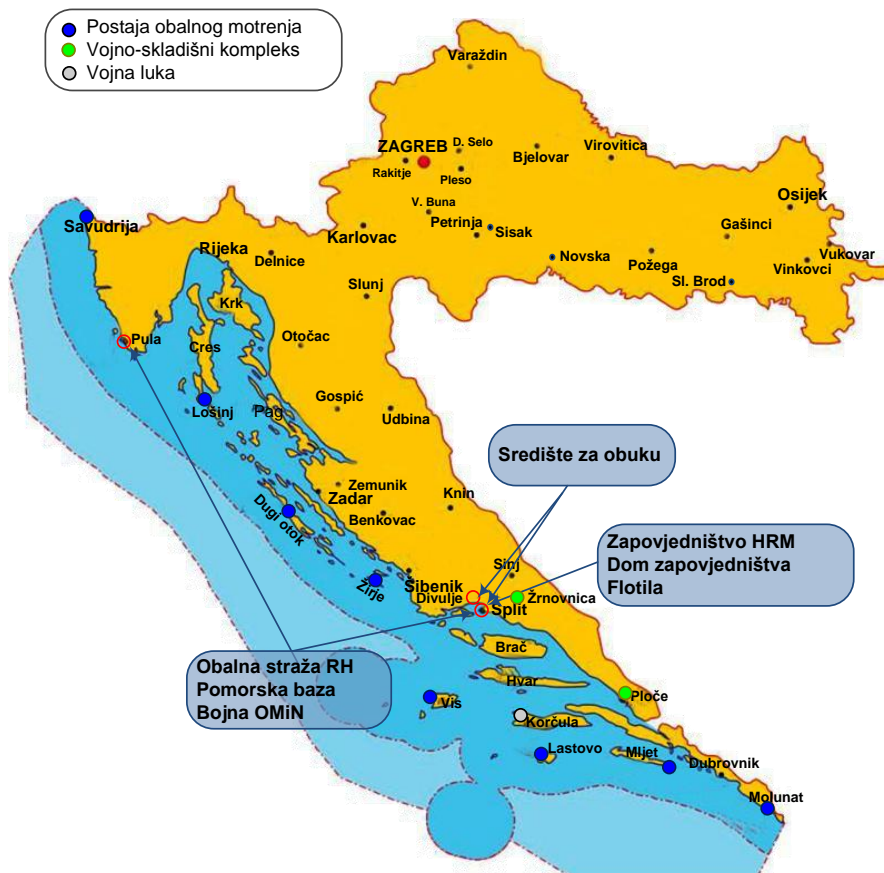 Postaja obalnog motrenja
Vojno-skladišni kompleks
Vojna luka
Varaždin
ZAGREB
D. Selo
Rakitje
Pleso
Bjelovar
Virovitica
V. Buna
Petrinja
Sisak
Karlovac
Osijek
Gašinci
Vukovar
Vinkovci
Novska
Požega
Sl. Brod
Savudrija
Rijeka
Delnice
Slunj
Krk
Pula
Cres
Otočac
Lošinj
Pag
Gospić
Udbina
Središte za obuku
Zadar
Zemunik
Benkovac
Knin
Dugi otok
Zapovjedništvo HRM
Dom zapovjedništva
Flotila
Žirje
Šibenik
Sinj
Divulje
Žrnovnica
Split
Brač
Obalna straža RH
Pomorska baza
Bojna OMiN
Hvar
Vis
Ploče
Korčula
Lastovo
Mljet
Dubrovnik
Molunat